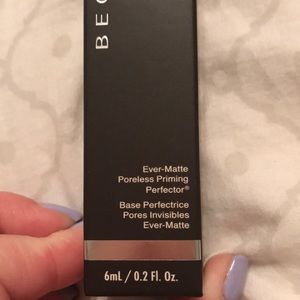 BEC
Ever-Matte
Poreless Priming
Perfector®
Base Perfectrice
Pores Invisibles
Ever-Matte
6mL / 0.2 Fl. Oz.